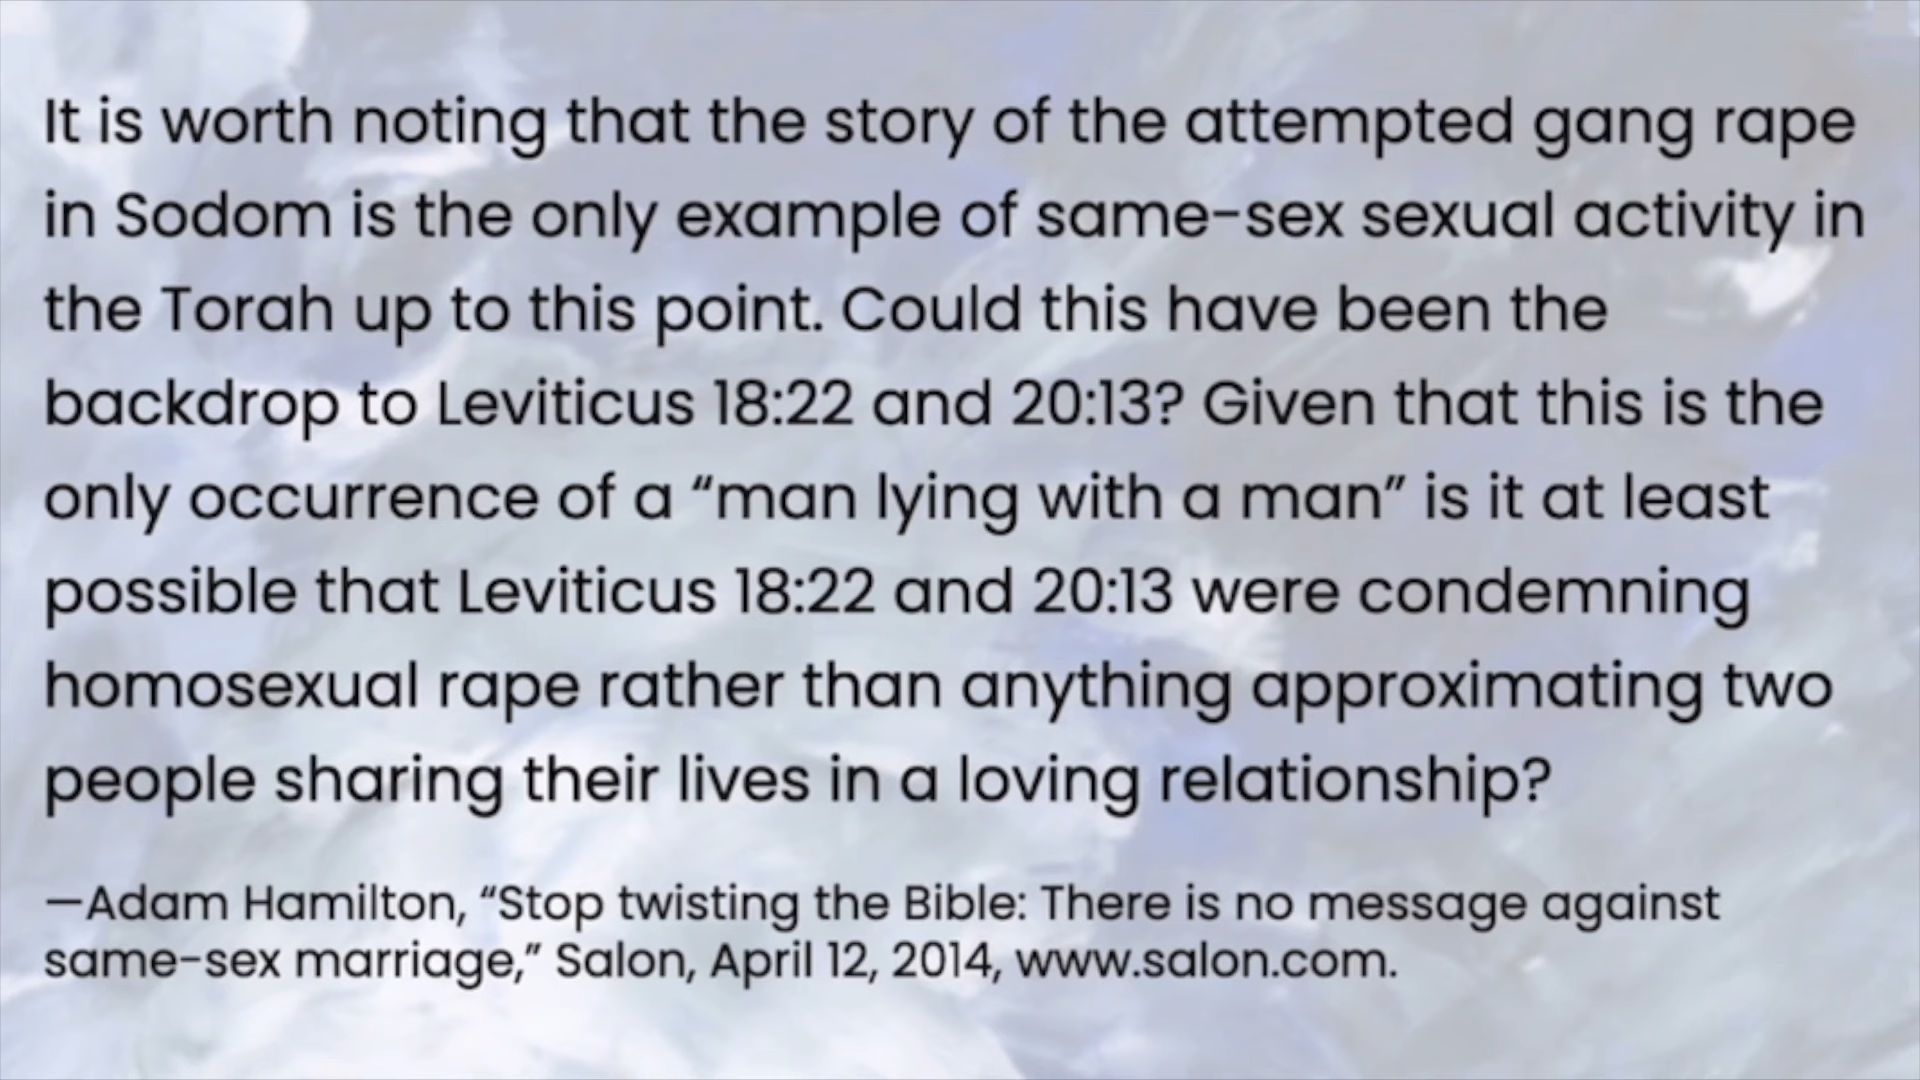 It is worth noting that the story of the attempted gang rape
in Sodom is the only example of same-sex sexual activity in
the Torah up to this point. Could this have been the
backdrop to Leviticus 18:22 and 20:13? Given that this is the
only occurrence of a “man lying with a man” is it at least
possible that Leviticus 18:22 and 20:13 were condemning
homosexual rape rather than anything approximating two
people sharing their lives in a loving relationship?
—Adam Hamilton, “Stop twisting the Bible: There is no message against
same-sex marriage,” Salon, April 12, 2014, www.salon.com.